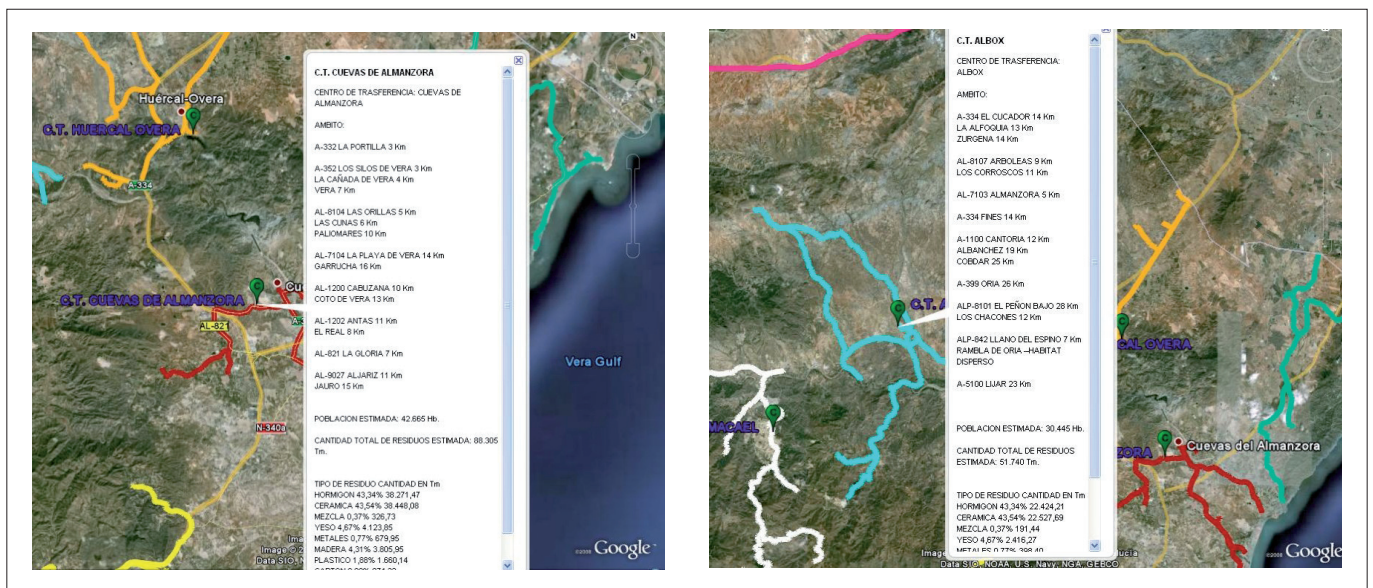 N
Huércal-Overa
C.T. HUERCAL OVERA
A-334
C.T. CUEVAS DE ALMANZORA
AL-821
N-340a
C.T. CUEVAS DE ALMANZORA
CENTRO DE TRASFERENCIA: CUEVAS DE
ALMANZORA
AMBITO:
A-332 LA PORTILLA 3 Km
A-352 LOS SILOS DE VERA 3 Km
LA CAÑADA DE VERA 4 Km
VERA 7 Km
AL-8104 LAS ORILLAS 5 Km
LAS CUNAS 6 Km
PALIOMARES 10 Km
AL-7104 LA PLAYA DE VERA 14 Km
GARRUCHA 16 Km
AL-1200 CABUZANA 10 Km
COTO DE VERA 13 Km
AL-1202 ANTAS 11 Km
EL REAL 8 Km
AL-821 LA GLORIA 7 Km
AL-9027 ALJARIZ 11 Km
JAURO 15 Km
POBLACION ESTIMADA: 42.665 Hb.
CANTIDAD TOTAL DE RESIDUOS ESTIMADA: 88.305
Tm.
TIPO DE RESIDUO CANTIDAD EN Tm
HORMIGON 43,34% 38.271,47
CERAMICA 43,54% 38.448,08
MEZCLA 0,37% 326,73
YESO 4,67% 4.123,85
METALES 0,77% 679,95
MADERA 4,31% 3.805,95
PLASTICO 1,88% 1.660,14
Vera Gulf
Data SIO, N
©2009 Google
C.T. ALBOX
CENTRO DE TRASFERENCIA:
ALBOX
AMBITO:
A-334 EL CUCADOR 14 Km
LA ALFOQUIA 13 Km
ZURGENA 14 Km
AL-8107 ARBOLEAS 9 Km
LOS CORROSCOS 11 Km
AL-7103 ALMANZORA 5 Km
A-334 FINES 14 Km
A-1100 CANTORIA 12 Km
ALBANCHEZ 19 Km
COBDAR 25 Km
A-399 ORIA 26 Km
ALP-8101 EL PEÑON BAJO 28 Km
LOS CHACONES 12 Km
ALP-842 LLANO DEL ESPINO 7 Km
RAMBLA DE ORIA –HABITAT
DISPERSO
A-5100 LIJAR 23 Km
POBLACION ESTIMADA: 30.445 Hb.
CANTIDAD TOTAL DE RESIDUOS
ESTIMADA: 51.740 Tm.
TIPO DE RESIDUO CANTIDAD EN Tm
HORMIGON 43,34% 22.424,21
CERAMICA 43,54% 22.527,69
MEZCLA 0,37% 191,44
YESO 4,67% 2.416,27
METALES 0,77% 398,40
C.T. A
MACAEL
CAL OVERA
ZORA
Cuevas del Almanzora
Data SIO, NOAA, U.S. Navy, NGA, GEBCO
©2009 Google